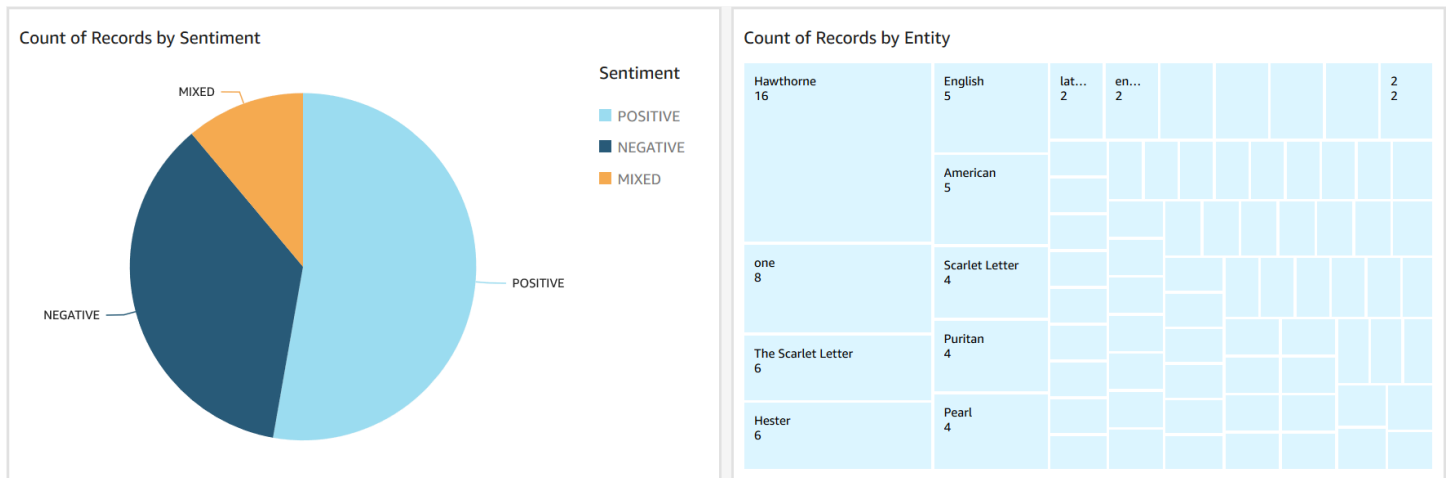 Count of Records by Sentiment
MIXED
NEGATIVE
POSITIVE
Sentiment
POSITIVE
NEGATIVE
MIXED
Count of Records by Entity
Hawthorne
16
one
8
The Scarlet Letter
6
Hester
6
English
5
American
5
Scarlet Letter
4
Puritan
4
Pearl
4
lat...
2
en...
2
2
2